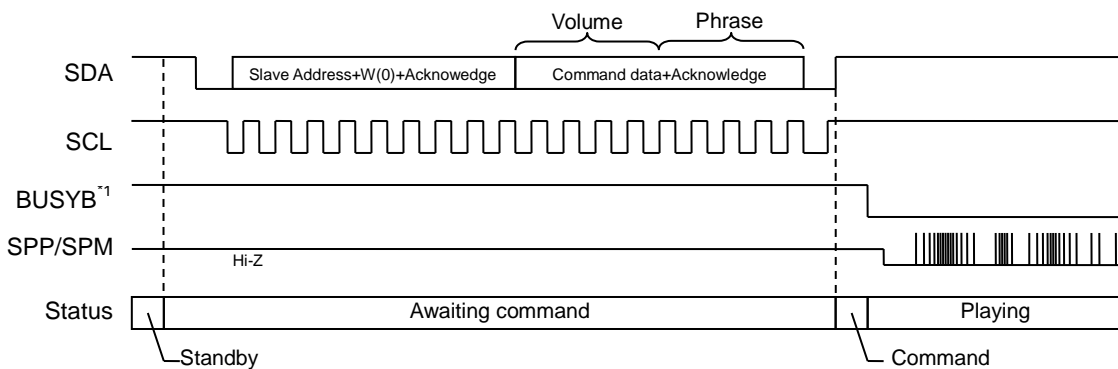 Volume Phrase
SDA Slave Address+W(0)+Acknowedge Command data+Acknowledge
SCL
BUSYB*1
SPP/SPM
Hi-Z
Status Awaiting command Playing
Standby Command